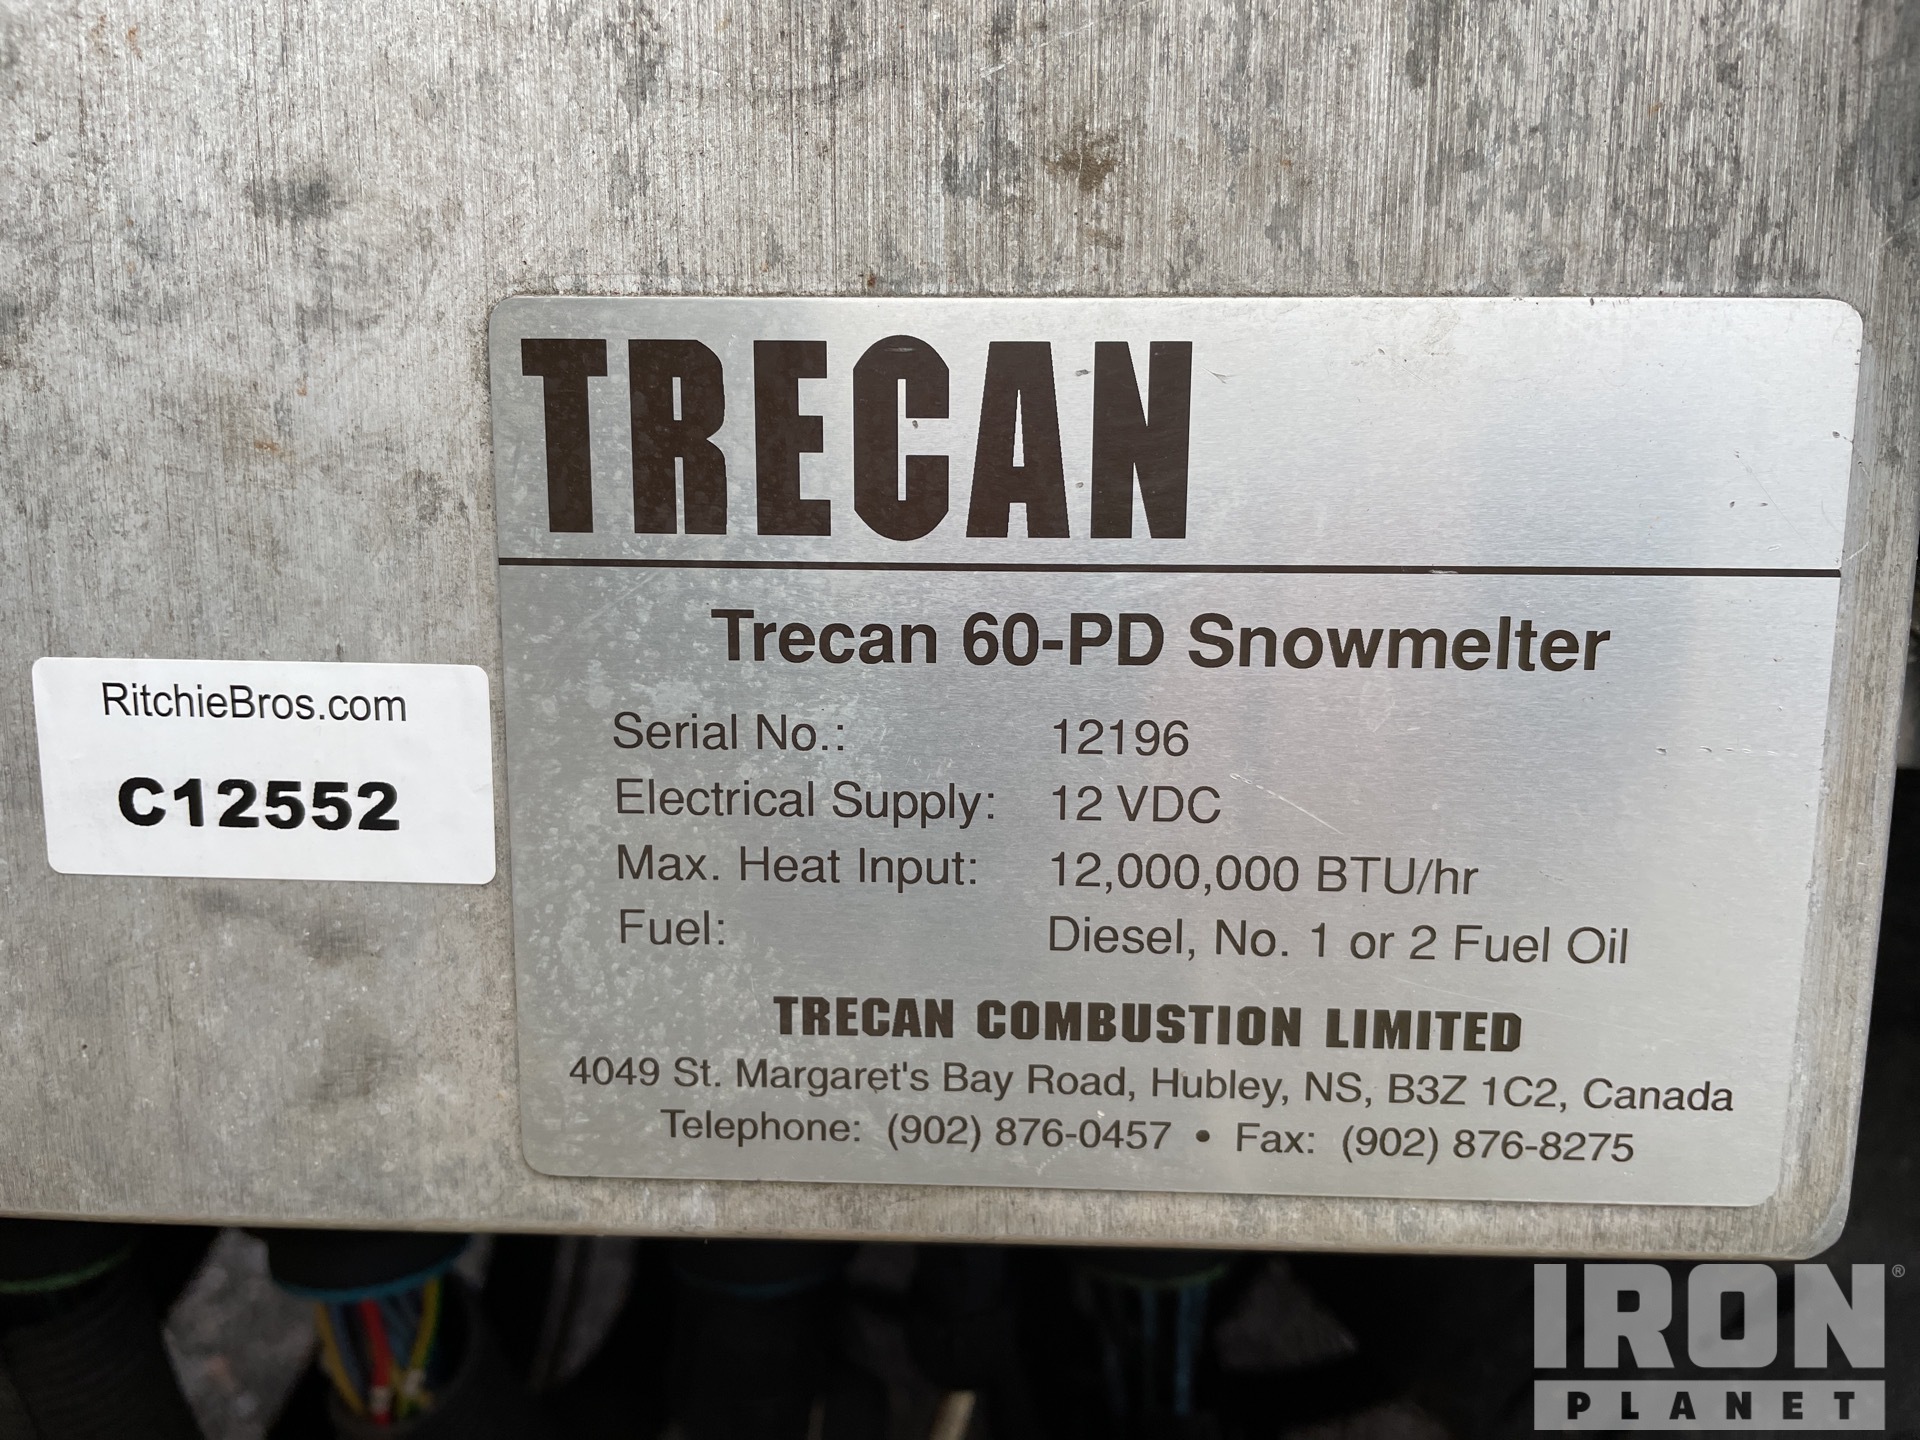 TRECAN
Trecan 60-PD Snowmelter
RitchieBros.com
C12552
Serial No.: 12196
Electrical Supply: 12 VDC
Max. Heat Input: 12,000,000 BTU/hr
Fuel: Diesel, No. 1 or 2 Fuel Oil
TRECAN COMBUSTION LIMITED
4049 St. Margaret's Bay Road, Hubley, NS, B3Z 1C2, Canada
Telephone: (902) 876-0457 • Fax: (902) 876-8275
IRON®
PLANET